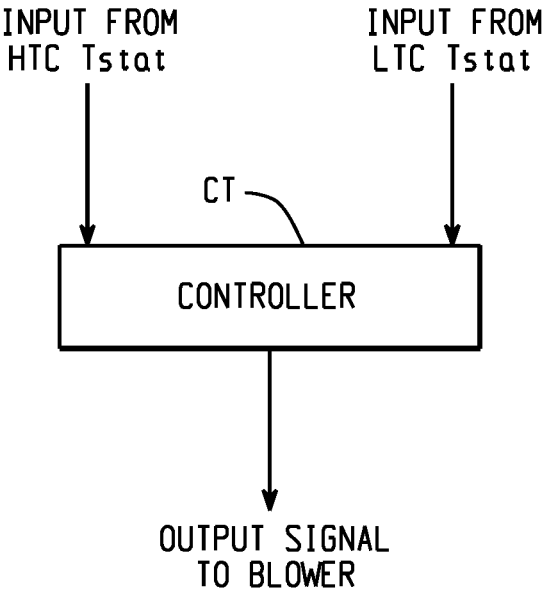 INPUT FROM
HTC Tstat
INPUT FROM
LTC Tstat
CT
CONTROLLER
OUTPUT SIGNAL
TO BLOWER